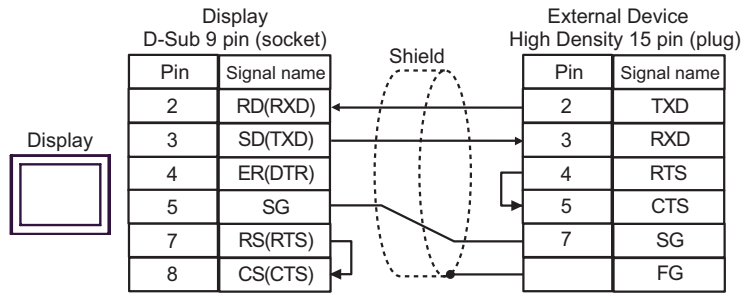 Display
D-Sub 9 pin (socket)
External Device
High Density 15 pin (plug)
Shield
Pin Signal name
2 RD(RXD)
3 SD(TXD)
4 ER(DTR)
5 SG
7 RS(RTS)
8 CS(CTS)
Pin Signal name
2 TXD
3 RXD
4 RTS
5 CTS
7 SG
FG
Display